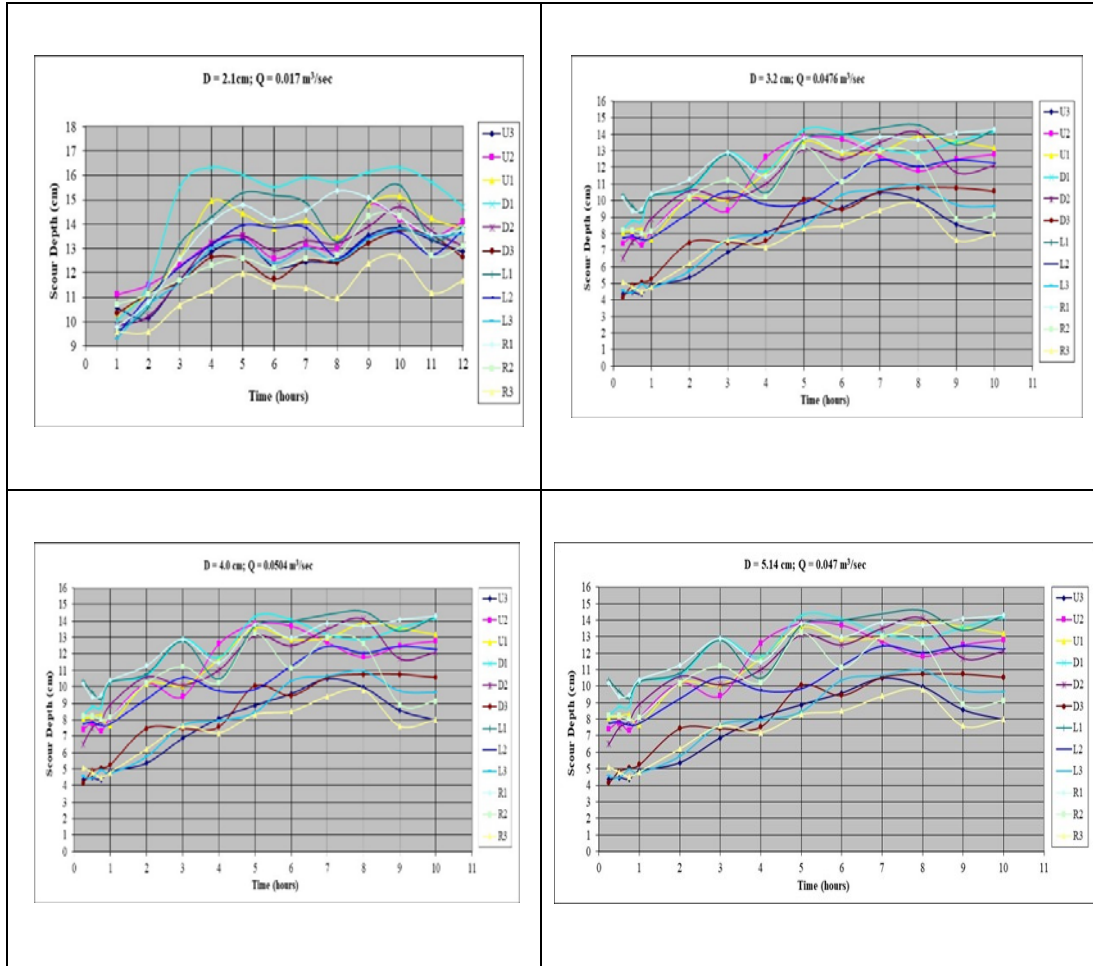 D = 2.1cm; Q = 0.017 m³/sec
Scour Depth (cm)
18
17
16
15
14
13
12
11
10
9
0 1 2 3 4 5 6 7 8 9 10 11 12
Time (hours)
U3
U2
U1
D1
D2
D3
L1
L2
L3
R1
R2
R3
D = 3.2 cm; Q = 0.0476 m³/sec
Scour Depth (cm)
16
15
14
13
12
11
10
9
8
7
6
5
4
3
2
1
0
0 1 2 3 4 5 6 7 8 9 10 11
Time (hours)
U3
U2
U1
D1
D2
D3
L1
L2
L3
R1
R2
R3
D = 4.0 cm; Q = 0.0504 m³/sec
Scour Depth (cm)
16
15
14
13
12
11
10
9
8
7
6
5
4
3
2
1
0
0 1 2 3 4 5 6 7 8 9 10 11
Time (hours)
U3
U2
U1
D1
D2
D3
L1
L2
L3
R1
R2
R3
D = 5.14 cm; Q = 0.047 m³/sec
Scour Depth (cm)
16
15
14
13
12
11
10
9
8
7
6
5
4
3
2
1
0
0 1 2 3 4 5 6 7 8 9 10 11
Time (hours)
U3
U2
U1
D1
D2
D3
L1
L2
L3
R1
R2
R3